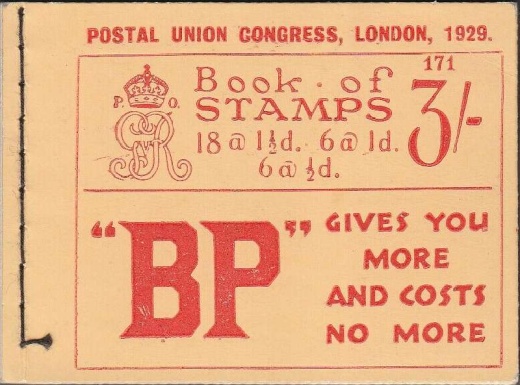 POSTAL UNION CONGRESS, LONDON, 1929.
171
P. O.
GR
Book · of
STAMPS
3/-
18 @ 1½d. 6 @ 1d.
6 @ ½d.
"BP"
GIVES YOU
MORE
AND COSTS
NO MORE